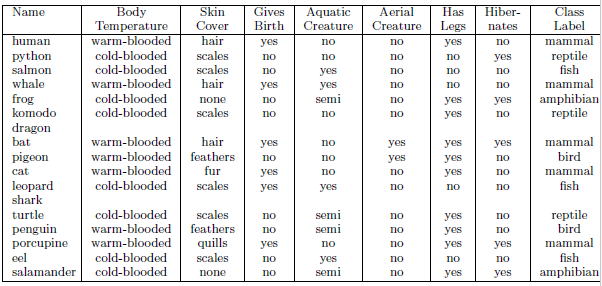 Name Body Skin Gives Aquatic Aerial Has Hiber- Class
Temperature Cover Birth Creature Creature Legs nates Label
human warm-blooded hair yes no no yes no mammal
python cold-blooded scales no no no no yes reptile
salmon cold-blooded scales no yes no no no fish
whale warm-blooded hair yes yes no no no mammal
frog cold-blooded none no semi no yes yes amphibian
komodo cold-blooded scales no no no yes no reptile
dragon
bat warm-blooded hair yes no yes yes yes mammal
pigeon warm-blooded feathers no no yes yes no bird
cat warm-blooded fur yes no no yes no mammal
leopard cold-blooded scales yes yes no no no fish
shark
turtle cold-blooded scales no semi no yes no reptile
penguin warm-blooded feathers no semi no yes no bird
porcupine warm-blooded quills yes no no yes yes mammal
eel cold-blooded scales no yes no no no fish
salamander cold-blooded none no semi no yes yes amphibian